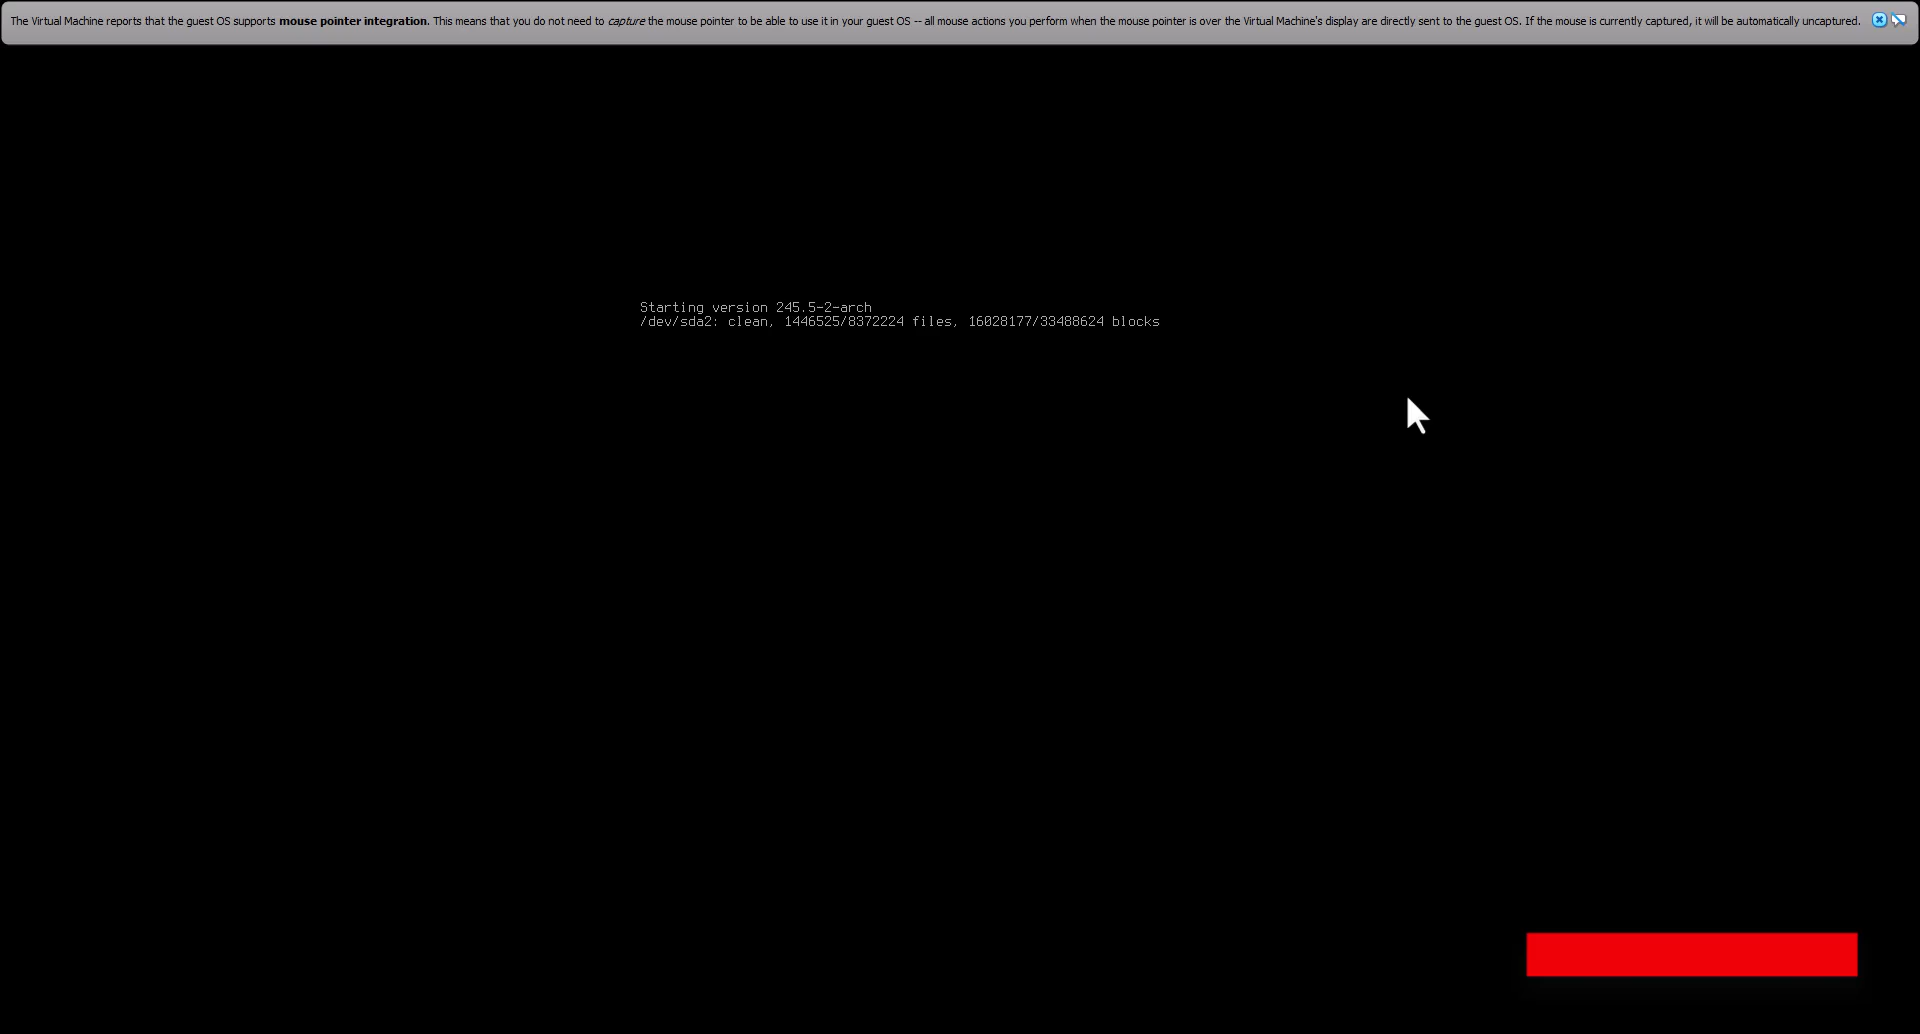 The Virtual Machine reports that the guest OS supports mouse pointer integration. This means that you do not need to capture the mouse pointer to be able to use it in your guest OS -- all mouse actions you perform when the mouse pointer is over the Virtual Machine's display are directly sent to the guest OS. If the mouse is currently captured, it will be automatically uncaptured.
Starting version 245.5-2-arch
/dev/sda2: clean, 1446525/8372224 files, 16028177/33488624 blocks